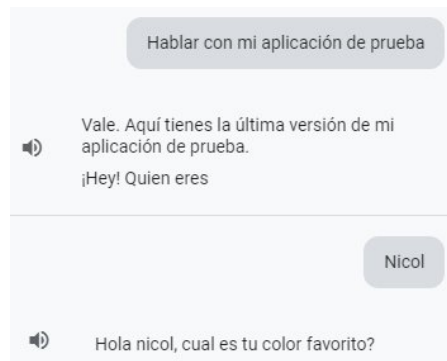 Hablar con mi aplicación de prueba
Vale. Aquí tienes la última versión de mi
aplicación de prueba.
¡Hey! Quien eres
Nicol
Hola nicol, cual es tu color favorito?